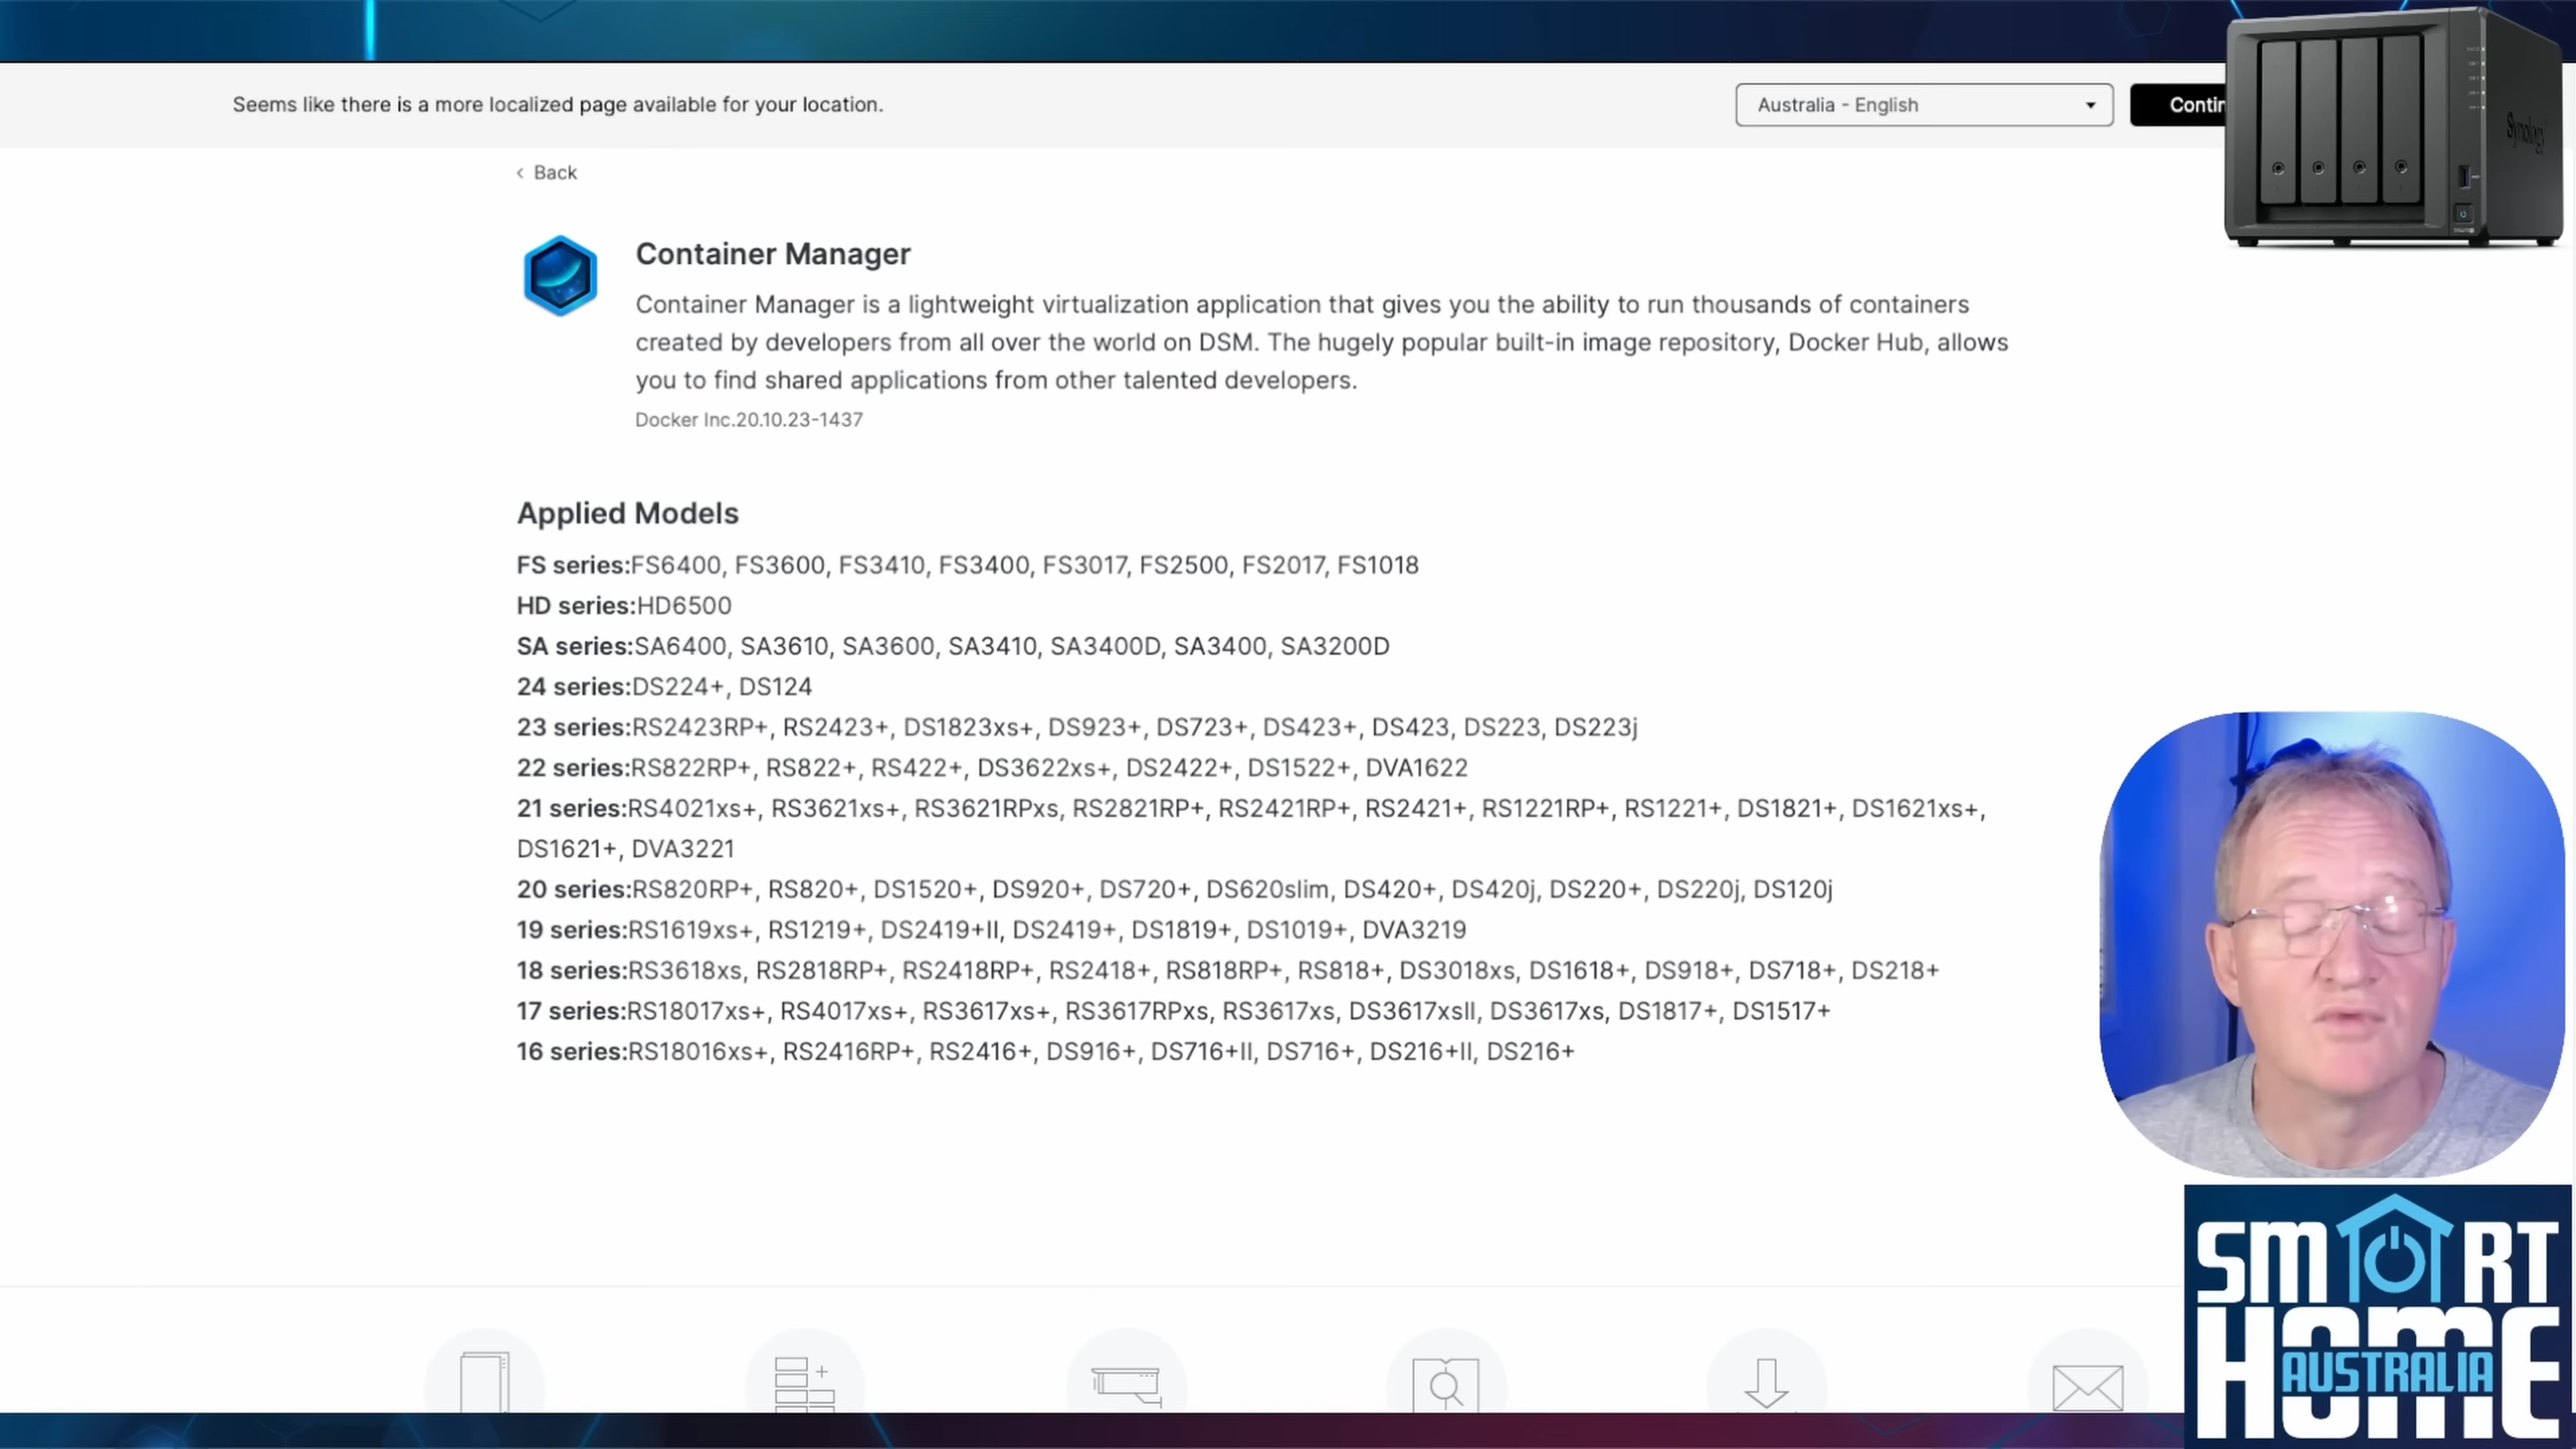 Seems like there is a more localized page available for your location.
Australia - English
Contin
Synology
Back
Container Manager
Container Manager is a lightweight virtualization application that gives you the ability to run thousands of containers
created by developers from all over the world on DSM. The hugely popular built-in image repository, Docker Hub, allows
you to find shared applications from other talented developers.
Docker Inc.20.10.23-1437
Applied Models
FS series:FS6400, FS3600, FS3410, FS3400, FS3017, FS2500, FS2017, FS1018
HD series:HD6500
SA series:SA6400, SA3610, SA3600, SA3410, SA3400D, SA3400, SA3200D
24 series:DS224+, DS124
23 series:RS2423RP+, RS2423+, DS1823xs+, DS923+, DS723+, DS423+, DS423, DS223, DS223j
22 series:RS822RP+, RS822+, RS422+, DS3622xs+, DS2422+, DS1522+, DVA1622
21 series:RS4021xs+, RS3621xs+, RS3621RPxs, RS2821RP+, RS2421RP+, RS2421+, RS1221RP+, RS1221+, DS1821+, DS1621xs+,
DS1621+, DVA3221
20 series:RS820RP+, RS820+, DS1520+, DS920+, DS720+, DS620slim, DS420+, DS420j, DS220+, DS220j, DS120j
19 series:RS1619xs+, RS1219+, DS2419+II, DS2419+, DS1819+, DS1019+, DVA3219
18 series:RS3618xs, RS2818RP+, RS2418RP+, RS2418+, RS818RP+, RS818+, DS3018xs, DS1618+, DS918+, DS718+, DS218+
17 series:RS18017xs+, RS4017xs+, RS3617xs+, RS3617RPxs, RS3617xs, DS3617xsII, DS3617xs, DS1817+, DS1517+
16 series:RS18016xs+, RS2416RP+, RS2416+, DS916+, DS716+II, DS716+, DS216+II, DS216+
SMART
HOME
AUSTRALIA